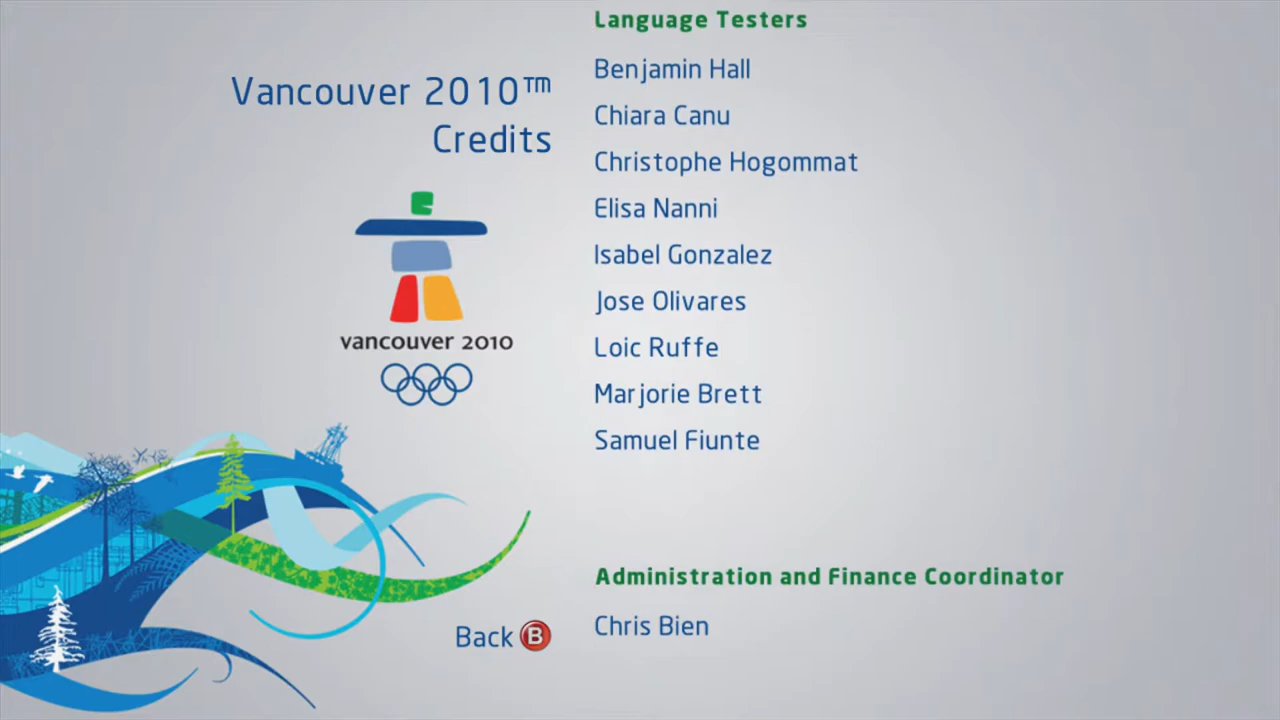 Vancouver 2010™
Credits
vancouver 2010
Back B
Language Testers
Benjamin Hall
Chiara Canu
Christophe Hogommat
Elisa Nanni
Isabel Gonzalez
Jose Olivares
Loic Ruffe
Marjorie Brett
Samuel Fiunte
Administration and Finance Coordinator
Chris Bien